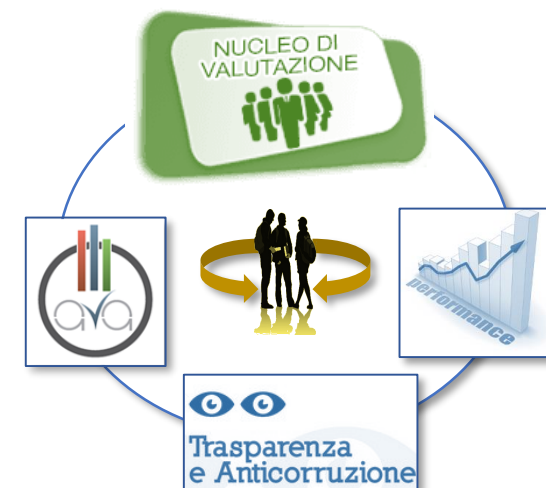 NUCLEO DI
VALUTAZIONE
ava
performance
Trasparenza
e Anticorruzione